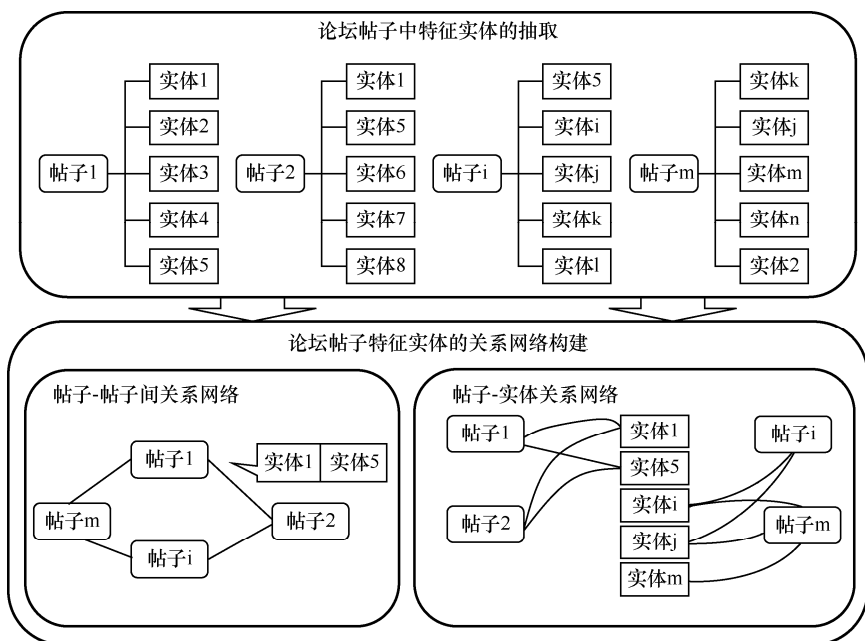 论坛帖子中特征实体的抽取
帖子1
实体1
实体2
实体3
实体4
实体5
帖子2
实体1
实体5
实体6
实体7
实体8
帖子i
实体5
实体i
实体j
实体k
实体l
帖子m
实体k
实体j
实体m
实体n
实体2
论坛帖子特征实体的关系网络构建
帖子-帖子间关系网络
帖子1
实体1 实体5
帖子m
帖子2
帖子i
帖子-实体关系网络
帖子1
帖子2
实体1
实体5
实体i
实体j
实体m
帖子i
帖子m